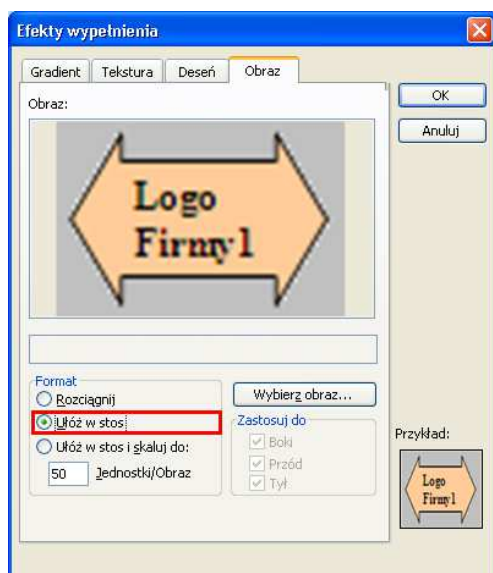 Efekty wypełnienia
Gradient Tekstura Deseń Obraz
Obraz:
OK
Anuluj
Logo
Firmy1
Format
Rozciągnij
Ułóż w stos
Ułóż w stos i skaluj do:
50 Jednostki/Obraz
Wybierz obraz...
Zastosuj do
Boki
Przód
Tył
Przykład:
Logo
Firmy1